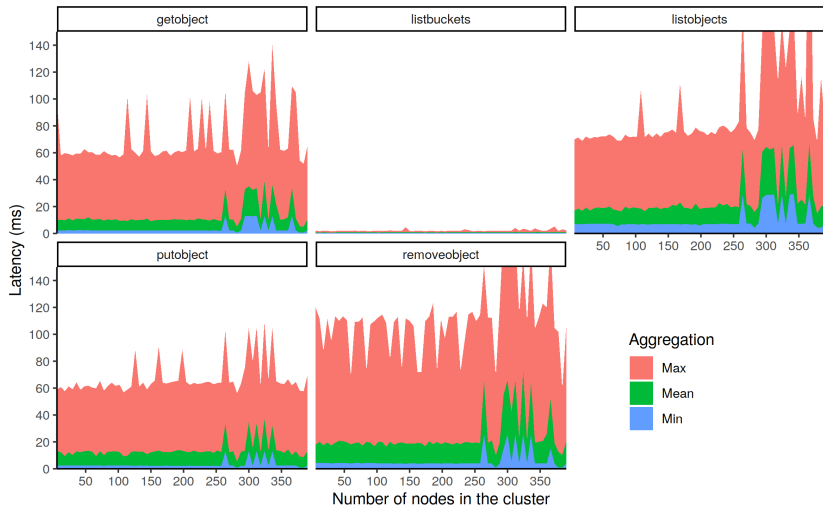 getobject
listbuckets
listobjects
140
120
100
80
60
40
20
0
50 100 150 200 250 300 350
putobject
removeobject
140
120
100
80
60
40
20
0
50 100 150 200 250 300 350
50 100 150 200 250 300 350
Latency (ms)
Number of nodes in the cluster
Aggregation
Max
Mean
Min